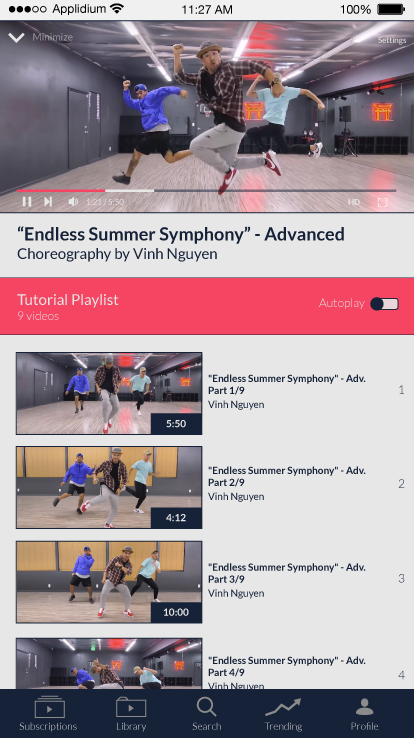 Applidium 11:27 AM 100%
Minimize Settings
1:21 / 5:50 HD
“Endless Summer Symphony” - Advanced
Choreography by Vinh Nguyen
Tutorial Playlist
9 videos
Autoplay
"Endless Summer Symphony" - Adv.
Part 1/9
Vinh Nguyen
1
5:50
"Endless Summer Symphony" - Adv.
Part 2/9
Vinh Nguyen
2
4:12
"Endless Summer Symphony" - Adv.
Part 3/9
Vinh Nguyen
3
10:00
"Endless Summer Symphony" - Adv.
Part 4/9
Vinh Nguyen
4
Subscriptions Library Search Trending Profile